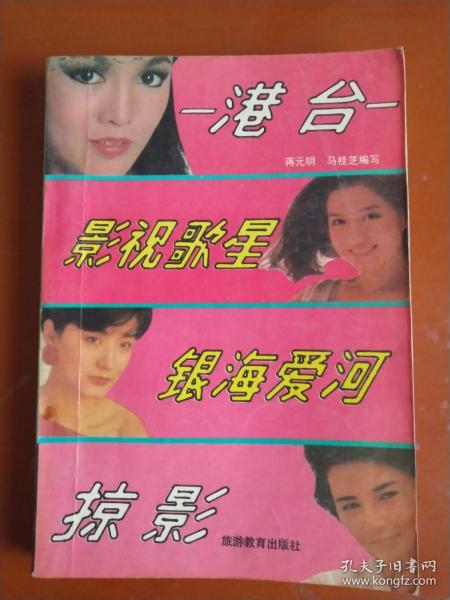 港台
蒋元明 马桂芝编写
影视歌星
银海爱河
掠影
旅游教育出版社
孔夫子旧书网
www.kongfz.com